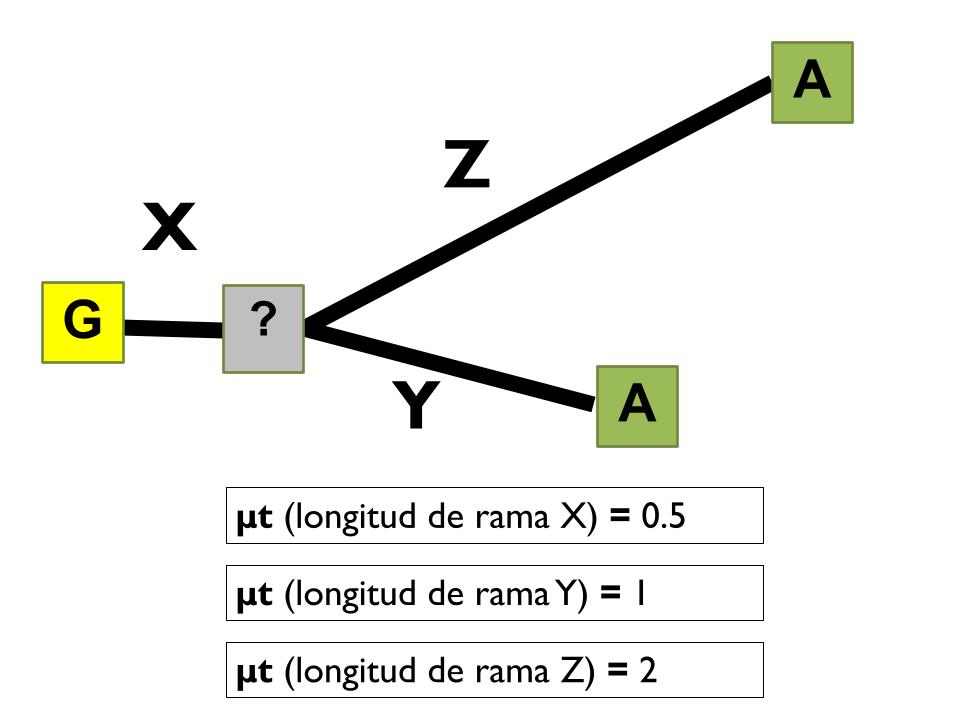 A
Z
X
G
?
Y
A
µt (longitud de rama X) = 0.5
µt (longitud de rama Y) = 1
µt (longitud de rama Z) = 2